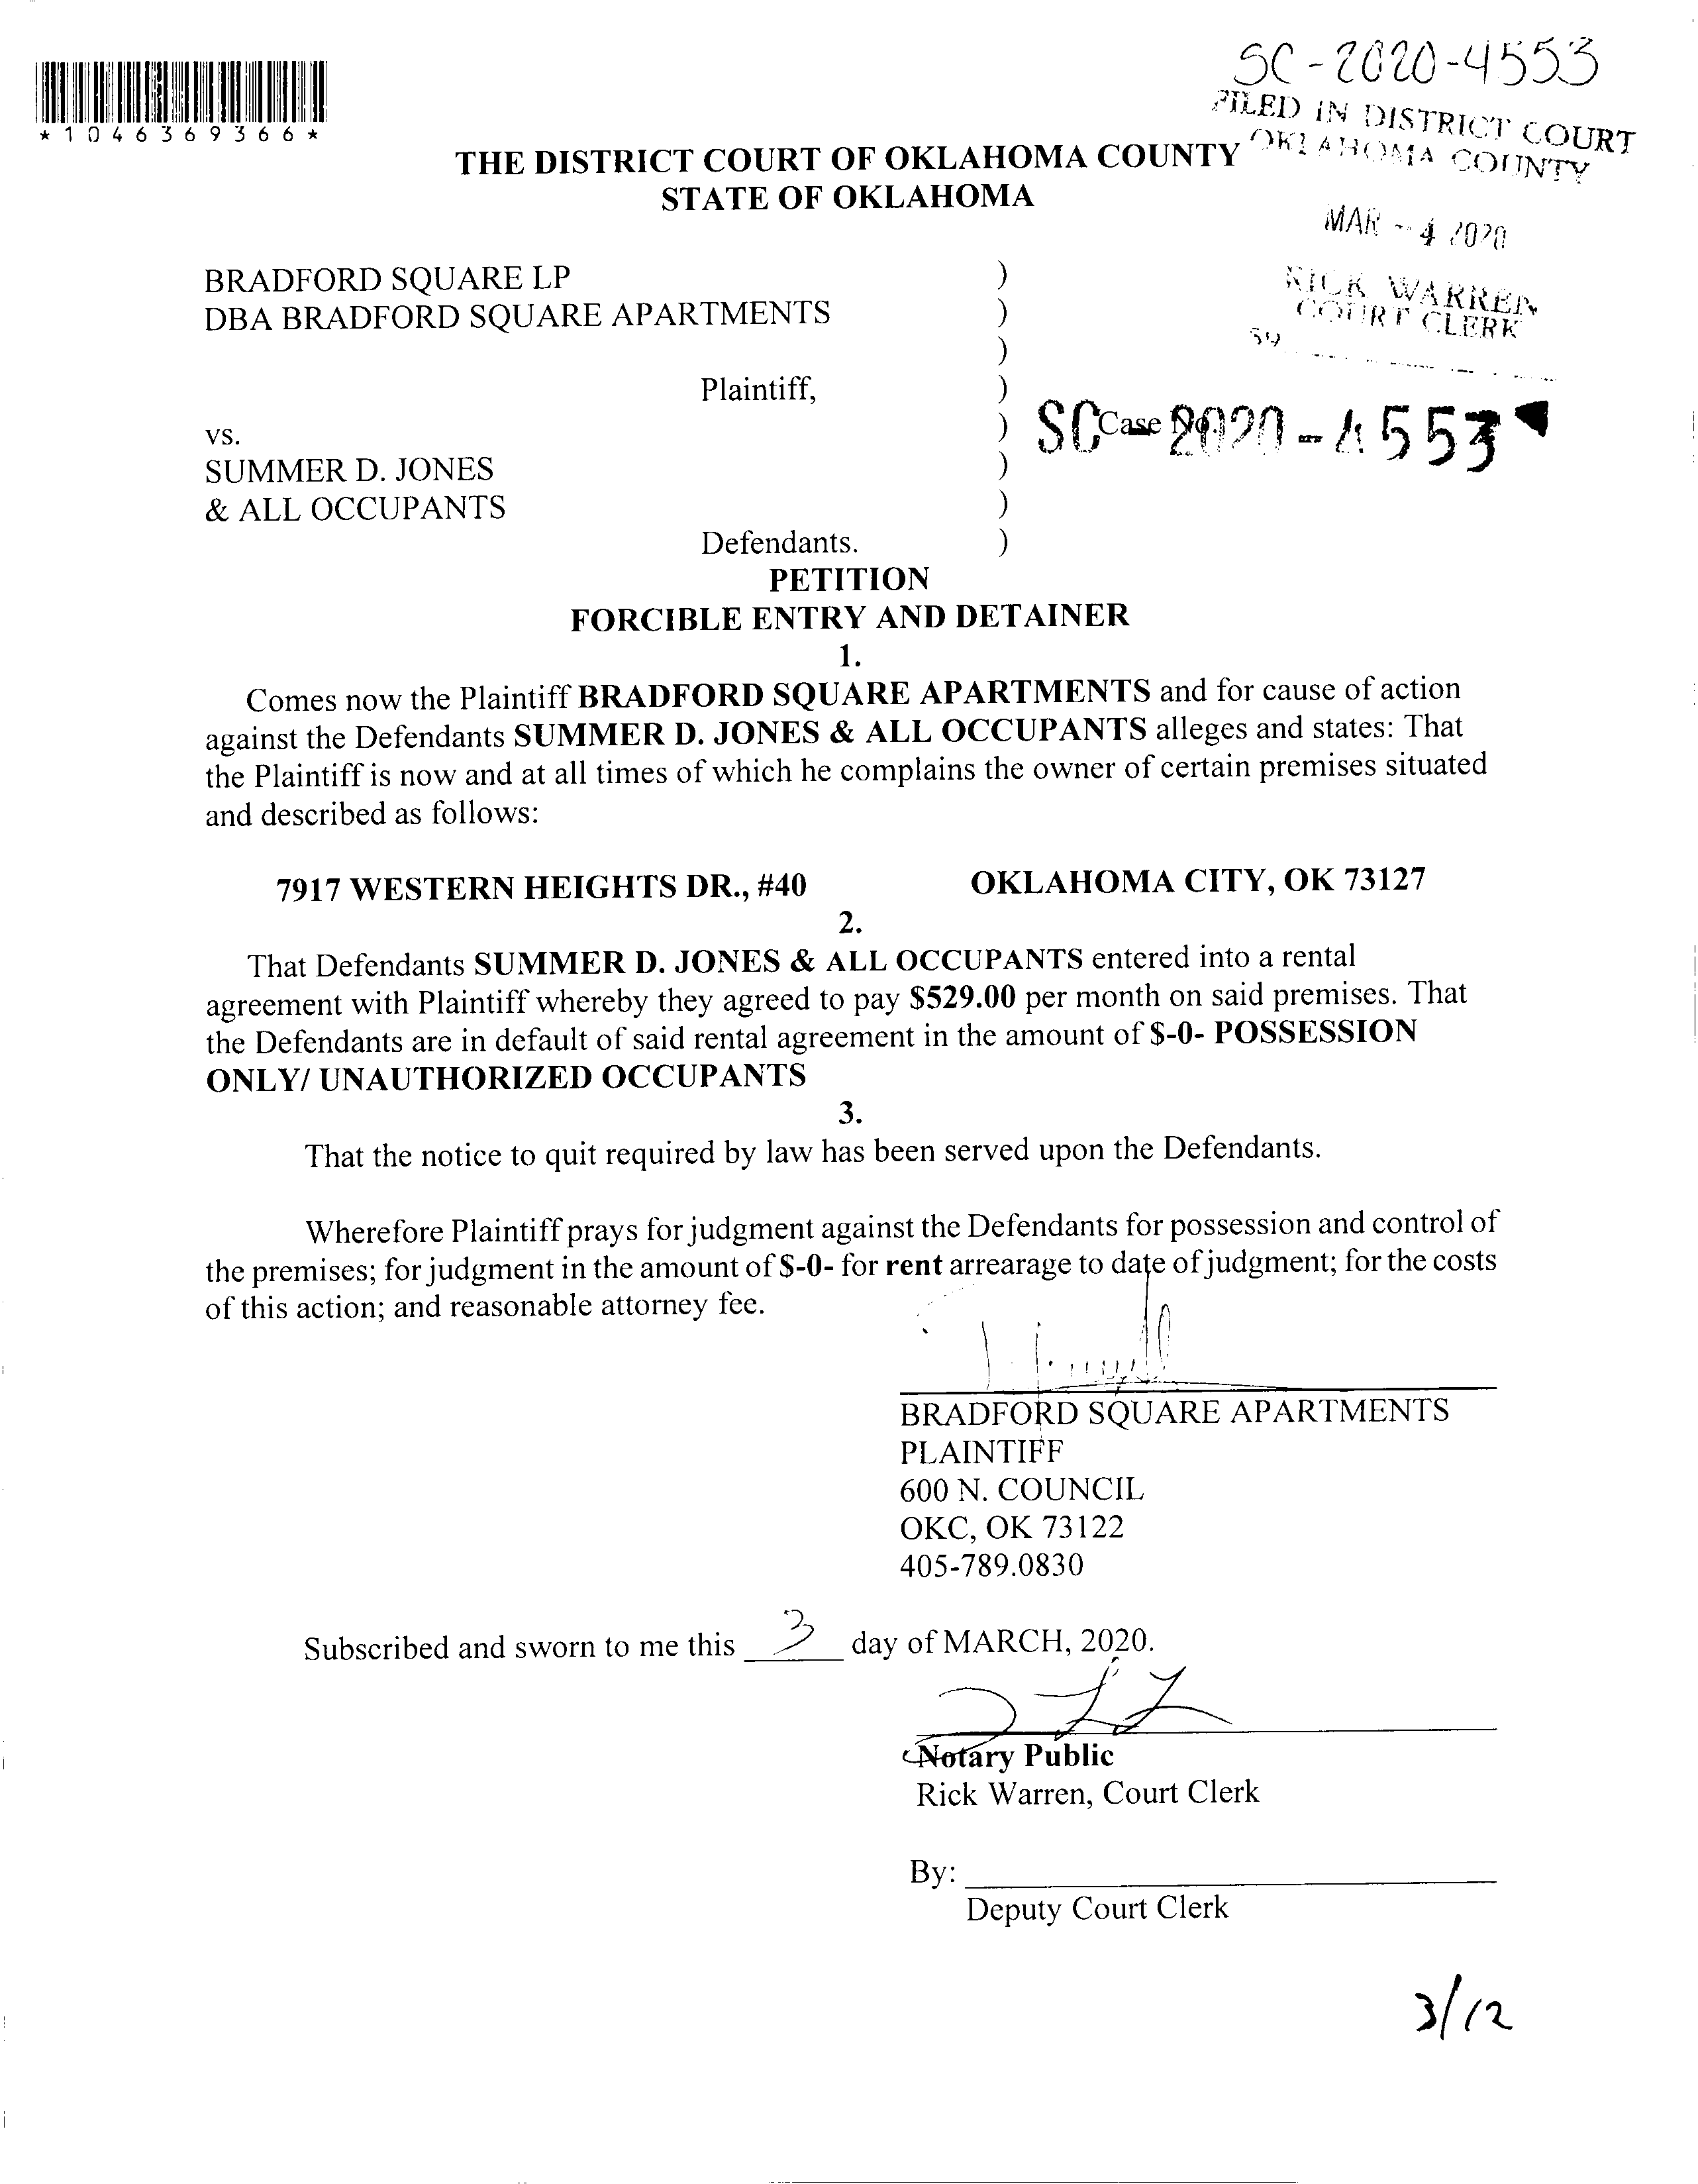 SC-2020-4553
FILED IN DISTRICT COURT
OKLAHOMA COUNTY
*1046369366*
THE DISTRICT COURT OF OKLAHOMA COUNTY
STATE OF OKLAHOMA
MAR - 4 2020
RICK WARREN
COURT CLERK
BRADFORD SQUARE LP )
DBA BRADFORD SQUARE APARTMENTS )
)
Plaintiff, )
vs. ) Case No. SC-2020-4553
SUMMER D. JONES )
& ALL OCCUPANTS )
Defendants. )
PETITION
FORCIBLE ENTRY AND DETAINER
1.
Comes now the Plaintiff BRADFORD SQUARE APARTMENTS and for cause of action
against the Defendants SUMMER D. JONES & ALL OCCUPANTS alleges and states: That
the Plaintiff is now and at all times of which he complains the owner of certain premises situated
and described as follows:
7917 WESTERN HEIGHTS DR., #40 OKLAHOMA CITY, OK 73127
2.
That Defendants SUMMER D. JONES & ALL OCCUPANTS entered into a rental
agreement with Plaintiff whereby they agreed to pay $529.00 per month on said premises. That
the Defendants are in default of said rental agreement in the amount of $-0- POSSESSION
ONLY/ UNAUTHORIZED OCCUPANTS
3.
That the notice to quit required by law has been served upon the Defendants.
Wherefore Plaintiff prays for judgment against the Defendants for possession and control of
the premises; for judgment in the amount of $-0- for rent arrearage to date of judgment; for the costs
of this action; and reasonable attorney fee.
BRADFORD SQUARE APARTMENTS
PLAINTIFF
600 N. COUNCIL
OKC, OK 73122
405-789.0830
Subscribed and sworn to me this 3 day of MARCH, 2020.
Notary Public
Rick Warren, Court Clerk
By:
Deputy Court Clerk
3/12